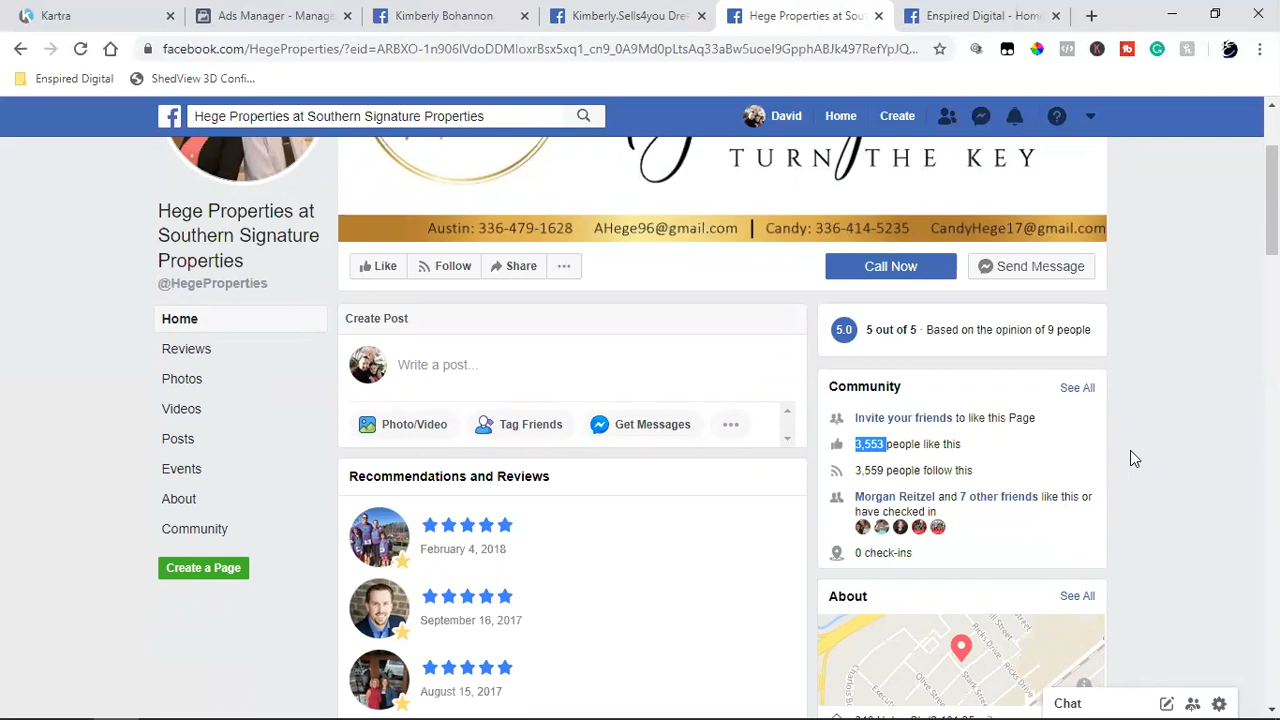 Kartra
Ads Manager - Manage
Kimberly Bohannon
Kimberly.Sells4you Dre
Hege Properties at Sou
Enspired Digital - Hom
facebook.com/HegeProperties/?eid=
Enspired Digital
ShedView 3D Confi...
Hege Properties at Southern Signature Properties
David
Home
Create
TURN THE KEY
Austin: 336-479-1628 AHege96@gmail.com | Candy: 336-414-5235 CandyHege17@gmail.com
Hege Properties at
Southern Signature
Properties
@HegeProperties
Like
Follow
Share
Call Now
Send Message
Home
Reviews
Photos
Videos
Posts
Events
About
Community
Create a Page
Create Post
Write a post...
Photo/Video
Tag Friends
Get Messages
Recommendations and Reviews
February 4, 2018
September 16, 2017
August 15, 2017
5.0
5 out of 5 · Based on the opinion of 9 people
Community
See All
Invite your friends to like this Page
3,553 people like this
3,559 people follow this
Morgan Reitzel and 7 other friends like this or
have checked in
0 check-ins
About
See All
Ricks Drive
Stark Street
Olive Street
Chat